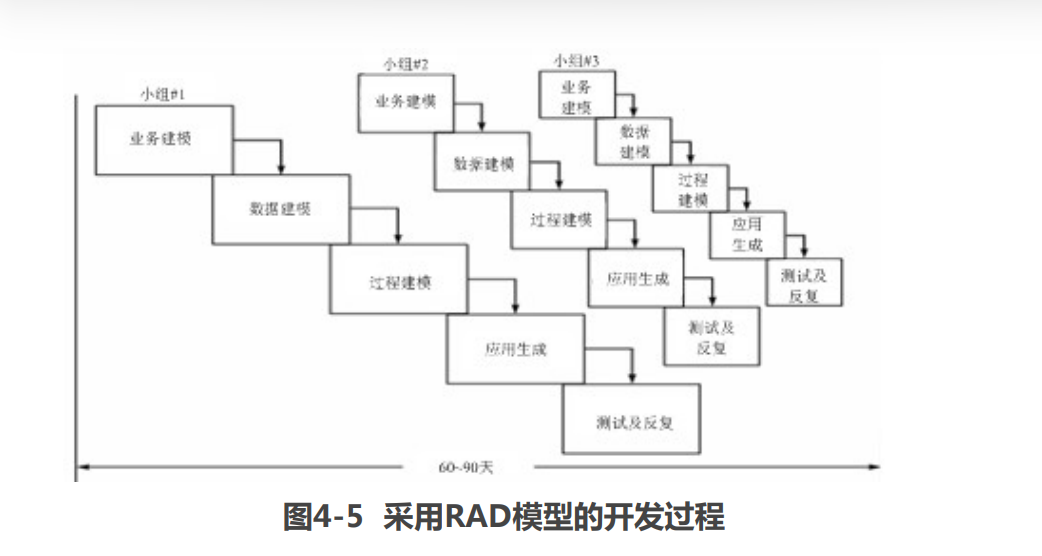 小组#1
业务建模
数据建模
过程建模
应用生成
测试及反复
小组#2
业务建模
数据建模
过程建模
应用生成
测试及
反复
小组#3
业务
建模
数据
建模
过程
建模
应用
生成
测试及
反复
60~90天
图4-5 采用RAD模型的开发过程